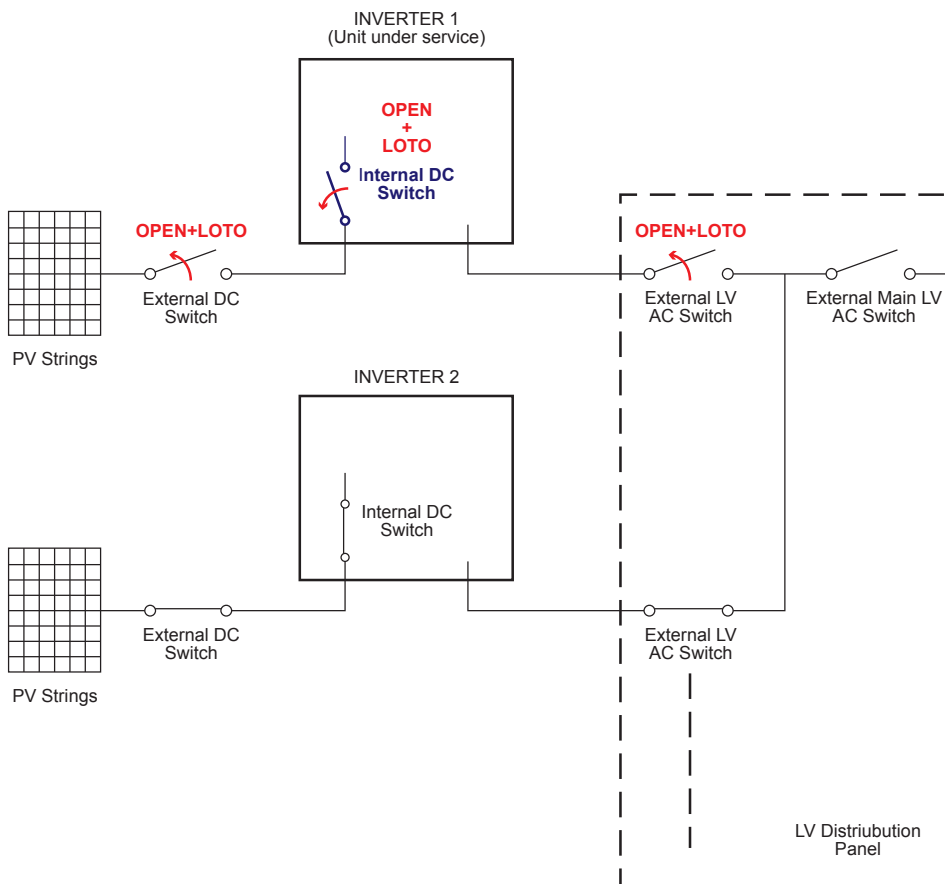 INVERTER 1
(Unit under service)
OPEN
+
LOTO
Internal DC
Switch
OPEN+LOTO
External DC
Switch
PV Strings
OPEN+LOTO
External LV
AC Switch
External Main LV
AC Switch
INVERTER 2
Internal DC
Switch
External DC
Switch
PV Strings
External LV
AC Switch
LV Distriubution
Panel